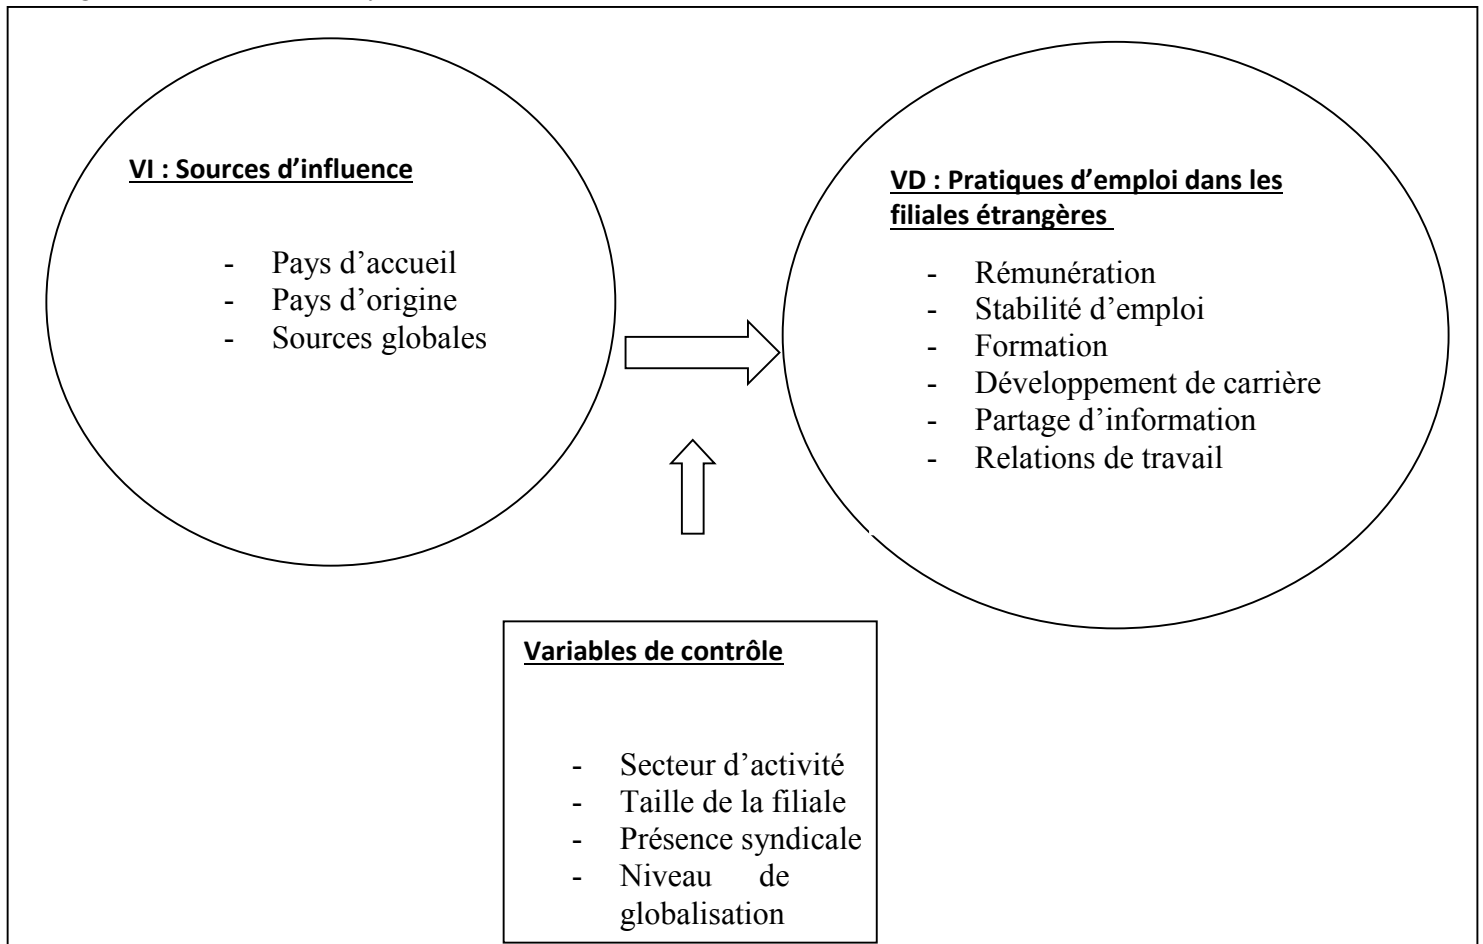 VI : Sources d’influence
- Pays d’accueil
- Pays d’origine
- Sources globales
VD : Pratiques d’emploi dans les
filiales étrangères
- Rémunération
- Stabilité d’emploi
- Formation
- Développement de carrière
- Partage d’information
- Relations de travail
Variables de contrôle
- Secteur d’activité
- Taille de la filiale
- Présence syndicale
- Niveau de
globalisation